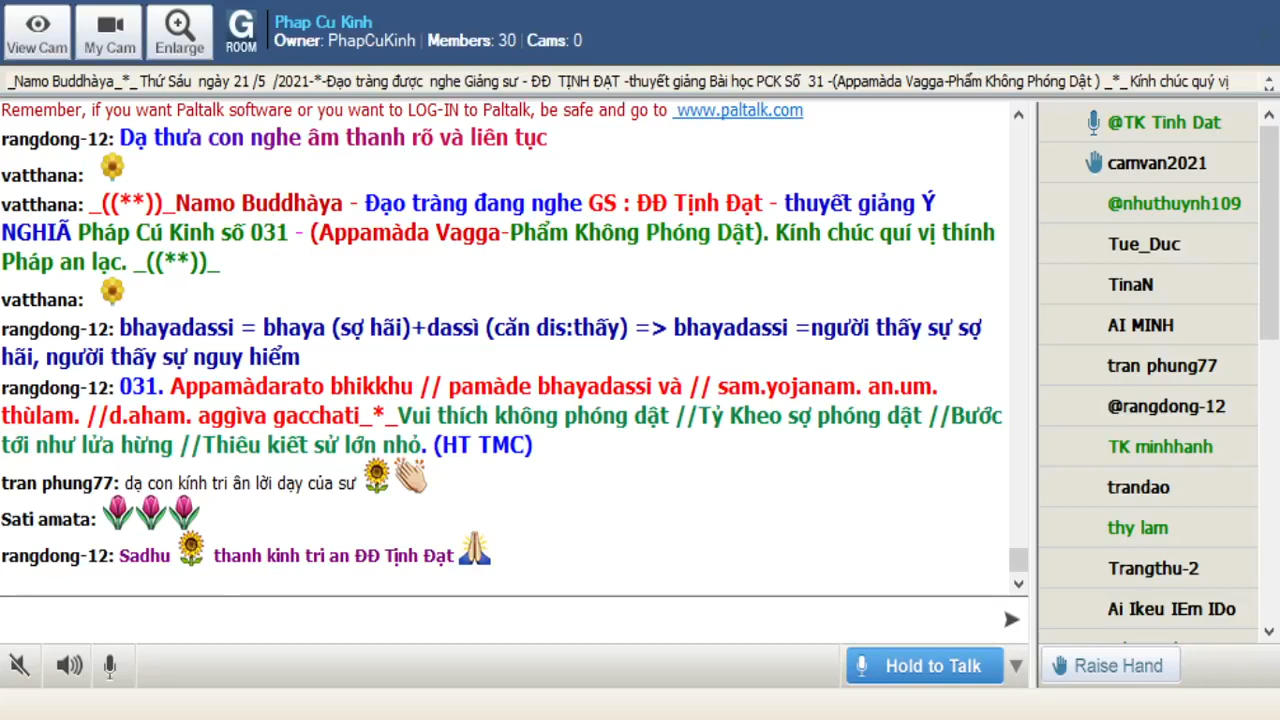 View Cam
My Cam
Enlarge
G
ROOM
Phap Cu Kinh
Owner: PhapCuKinh | Members: 30 | Cams: 0
_Namo Buddhàya_*_ Thứ Sáu ngày 21 /5 /2021-*-Đạo tràng được nghe Giảng sư - ĐĐ TỊNH ĐẠT -thuyết giảng Bài học PCK Số 31 -(Appamàda Vagga-Phẩm Không Phóng Dật ) _*_ Kính chúc quý vị
Remember, if you want Paltalk software or you want to LOG-IN to Paltalk, be safe and go to www.paltalk.com
rangdong-12: Dạ thưa con nghe âm thanh rõ và liên tục
vatthana:
vatthana: _((**))_Namo Buddhàya - Đạo tràng đang nghe GS : ĐĐ Tịnh Đạt - thuyết giảng Ý
NGHIÃ Pháp Cú Kinh số 031 - (Appamàda Vagga-Phẩm Không Phóng Dật). Kính chúc quí vị thính
Pháp an lạc. _((**))_
vatthana:
rangdong-12: bhayadassi = bhaya (sợ hãi)+dassì (căn dis:thấy) => bhayadassi =người thấy sự sợ
hãi, người thấy sự nguy hiểm
rangdong-12: 031. Appamàdarato bhikkhu // pamàde bhayadassi và // sam.yojanam. an.um.
thùlam. //d.aham. aggìva gacchati_*_Vui thích không phóng dật //Tỷ Kheo sợ phóng dật //Bước
tới như lửa hừng //Thiêu kiết sử lớn nhỏ. (HT TMC)
tran phung77: dạ con kính tri ân lời dạy của sư
Sati amata:
rangdong-12: Sadhu thanh kinh tri an ĐĐ Tịnh Đạt
@TK Tinh Dat
camvan2021
@nhuthuynh109
Tue_Duc
TinaN
AI MINH
tran phung77
@rangdong-12
TK minhhanh
trandao
thy lam
Trangthu-2
Ai Ikeu IEm IDo
Hold to Talk
Raise Hand